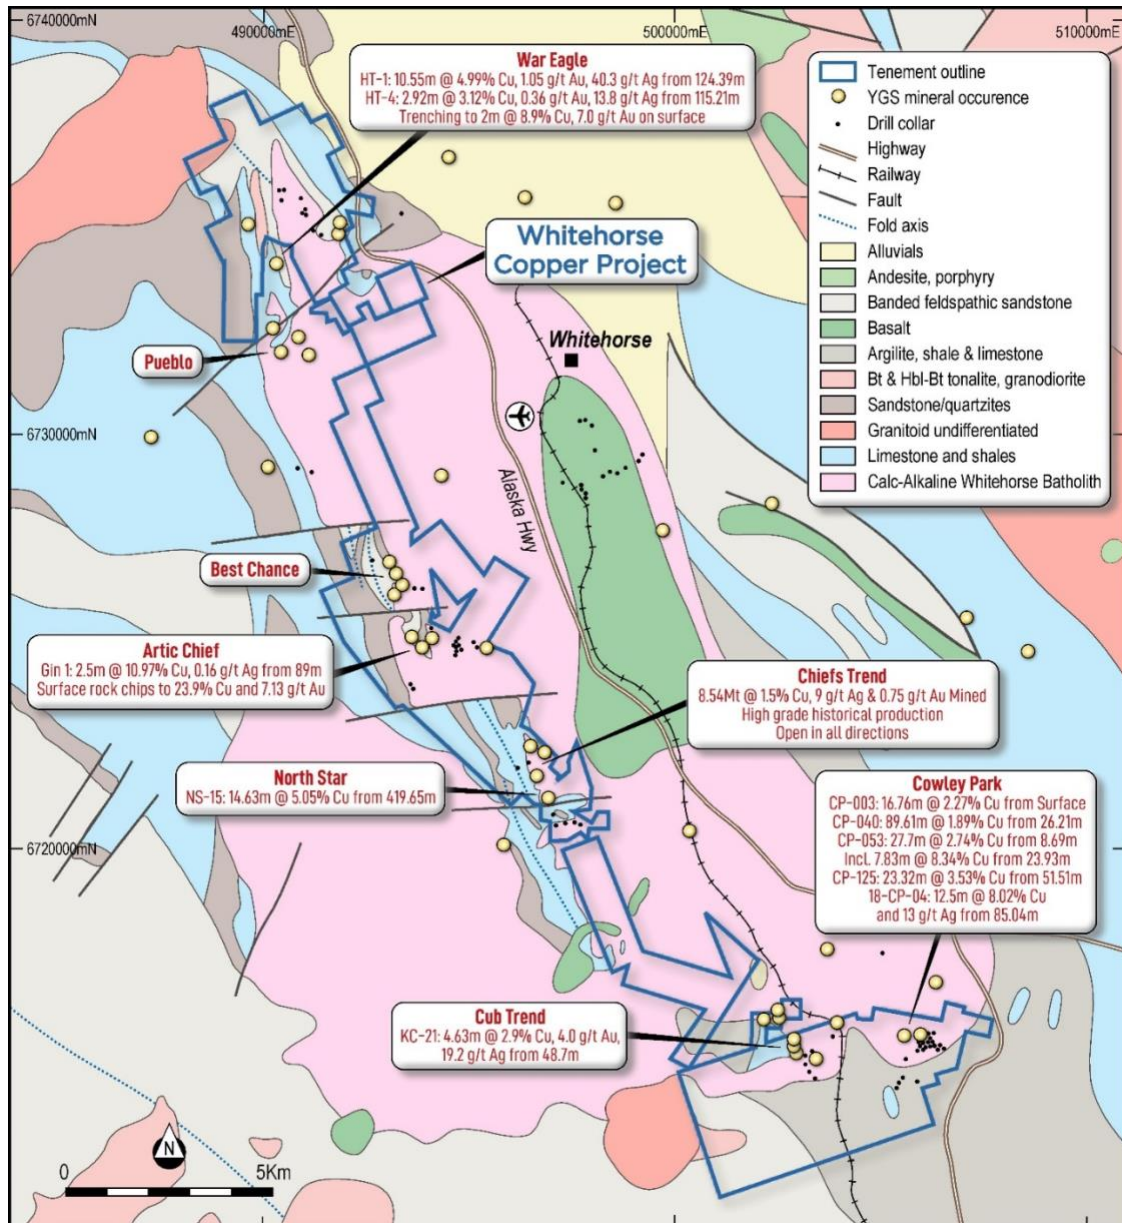 6740000mN
490000mE
500000mE
510000mE
War Eagle
HT-1: 10.55m @ 4.99% Cu, 1.05 g/t Au, 40.3 g/t Ag from 124.39m
HT-4: 2.92m @ 3.12% Cu, 0.36 g/t Au, 13.8 g/t Ag from 115.21m
Trenching to 2m @ 8.9% Cu, 7.0 g/t Au on surface
Tenement outline
YGS mineral occurence
Drill collar
Highway
Railway
Fault
Fold axis
Alluvials
Andesite, porphyry
Banded feldspathic sandstone
Basalt
Argilite, shale & limestone
Bt & Hbl-Bt tonalite, granodiorite
Sandstone/quartzites
Granitoid undifferentiated
Limestone and shales
Calc-Alkaline Whitehorse Batholith
Whitehorse
Copper Project
Whitehorse
Pueblo
6730000mN
Alaska Hwy
Best Chance
Artic Chief
Gin 1: 2.5m @ 10.97% Cu, 0.16 g/t Ag from 89m
Surface rock chips to 23.9% Cu and 7.13 g/t Au
Chiefs Trend
8.54Mt @ 1.5% Cu, 9 g/t Ag & 0.75 g/t Au Mined
High grade historical production
Open in all directions
North Star
NS-15: 14.63m @ 5.05% Cu from 419.65m
Cowley Park
CP-003: 16.76m @ 2.27% Cu from Surface
CP-040: 89.61m @ 1.89% Cu from 26.21m
CP-053: 27.7m @ 2.74% Cu from 8.69m
Incl. 7.83m @ 8.34% Cu from 23.93m
CP-125: 23.32m @ 3.53% Cu from 51.51m
18-CP-04: 12.5m @ 8.02% Cu
and 13 g/t Ag from 85.04m
6720000mN
Cub Trend
KC-21: 4.63m @ 2.9% Cu, 4.0 g/t Au,
19.2 g/t Ag from 48.7m
N
0
5Km